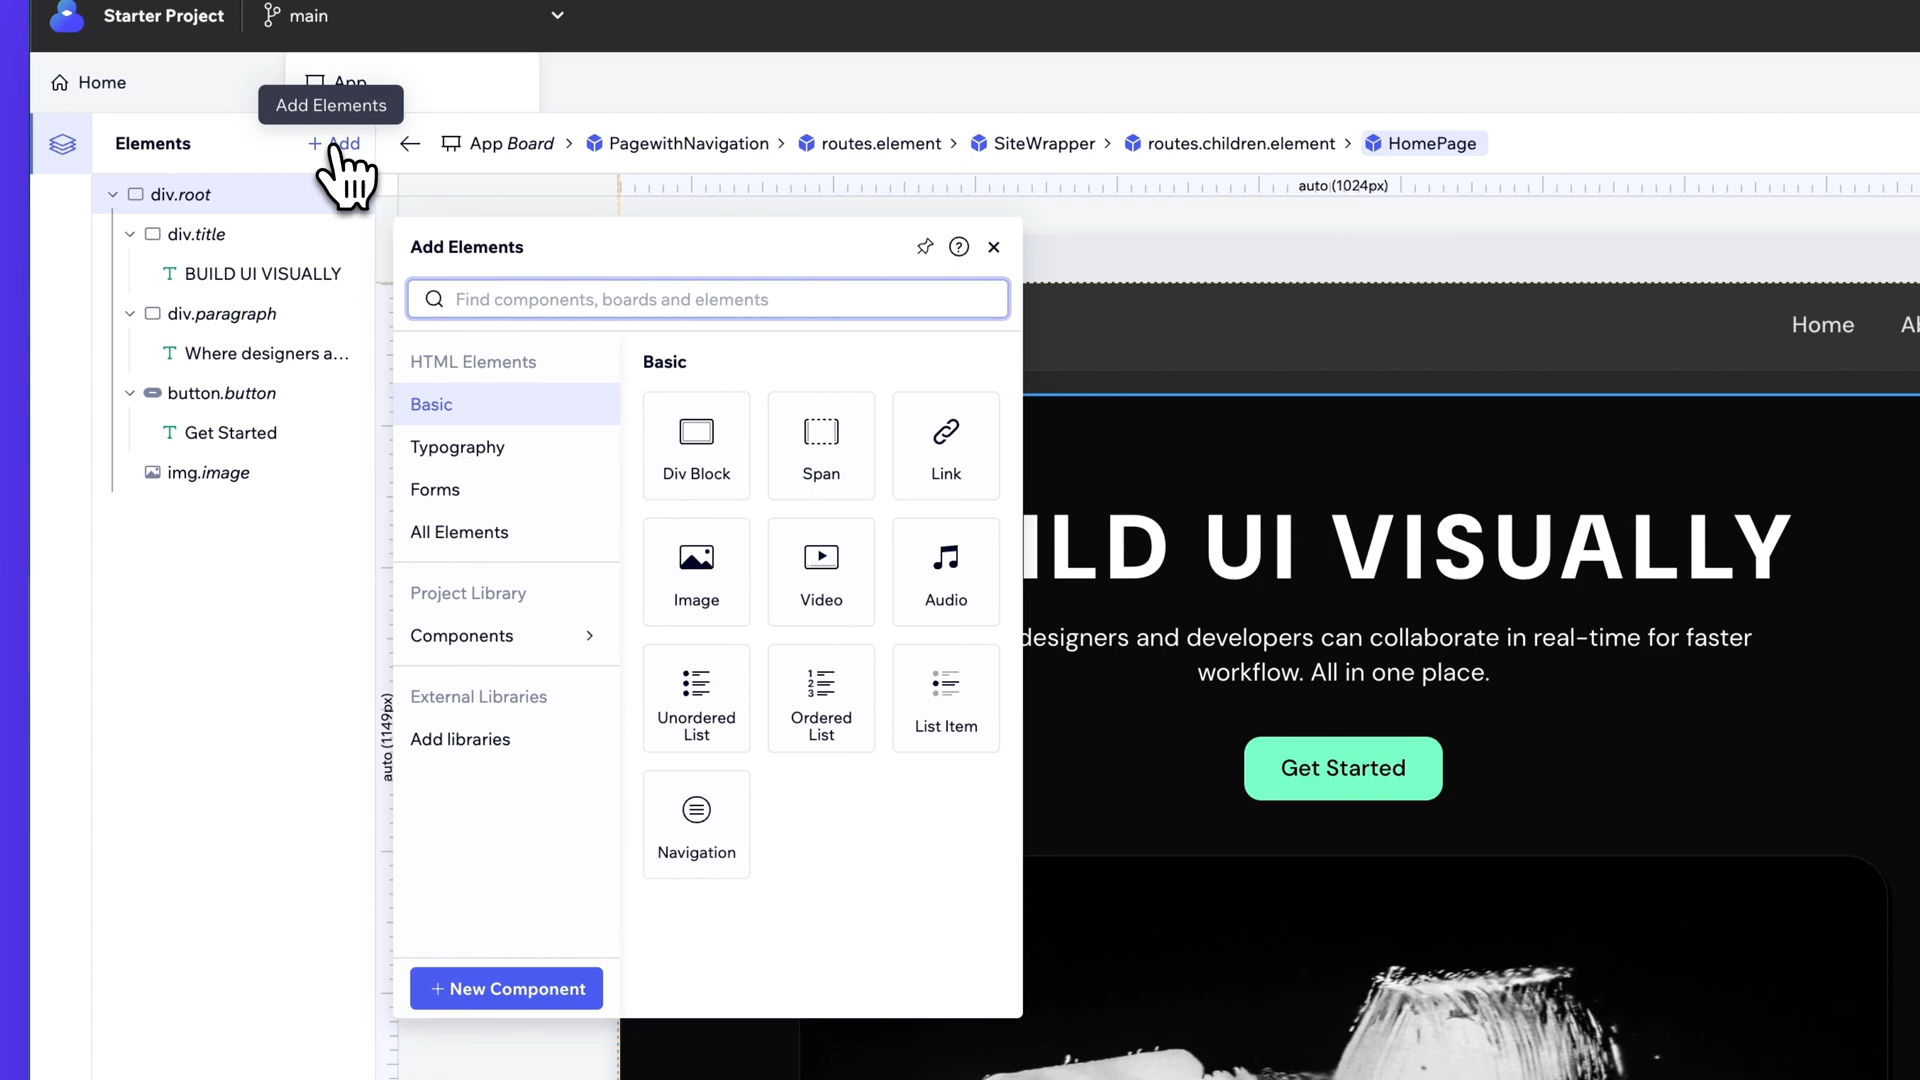 Starter Project
main
Home
App
Add Elements
Elements
+ Add
App Board
PagewithNavigation
routes.element
SiteWrapper
routes.children.element
HomePage
auto (1024px)
div.root
div.title
BUILD UI VISUALLY
div.paragraph
Where designers a...
button.button
Get Started
img.image
auto (1149px)
Add Elements
Find components, boards and elements
HTML Elements
Basic
Typography
Forms
All Elements
Project Library
Components
External Libraries
Add libraries
+ New Component
Basic
Div Block
Span
Link
Image
Video
Audio
Unordered
List
Ordered
List
List Item
Navigation
Home
ILD UI VISUALLY
designers and developers can collaborate in real-time for faster
workflow. All in one place.
Get Started